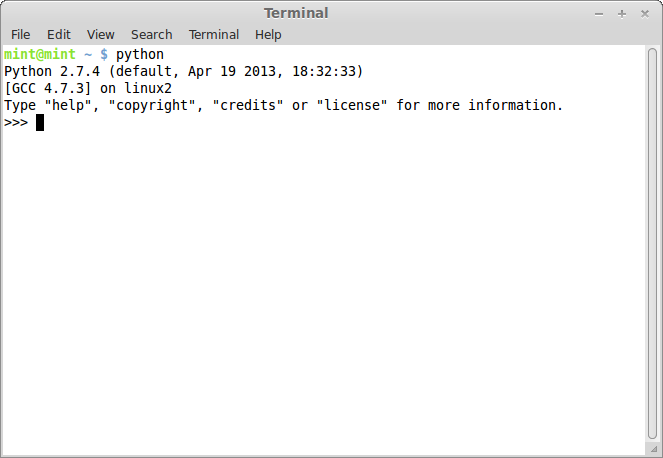 Terminal
File Edit View Search Terminal Help
mint@mint ~ $ python
Python 2.7.4 (default, Apr 19 2013, 18:32:33)
[GCC 4.7.3] on linux2
Type "help", "copyright", "credits" or "license" for more information.
>>>